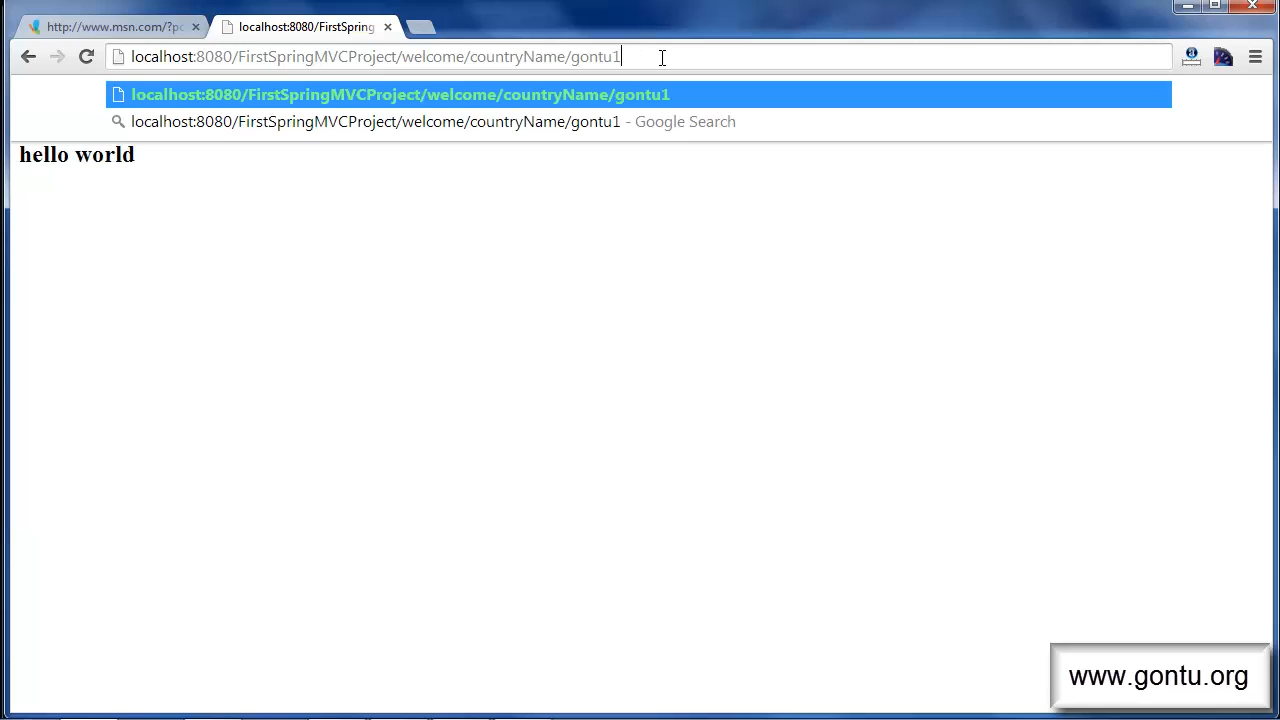 http://www.msn.com/?pc
localhost:8080/FirstSpring
localhost:8080/FirstSpringMVCProject/welcome/countryName/gontu1
localhost:8080/FirstSpringMVCProject/welcome/countryName/gontu1
localhost:8080/FirstSpringMVCProject/welcome/countryName/gontu1 - Google Search
hello world
www.gontu.org